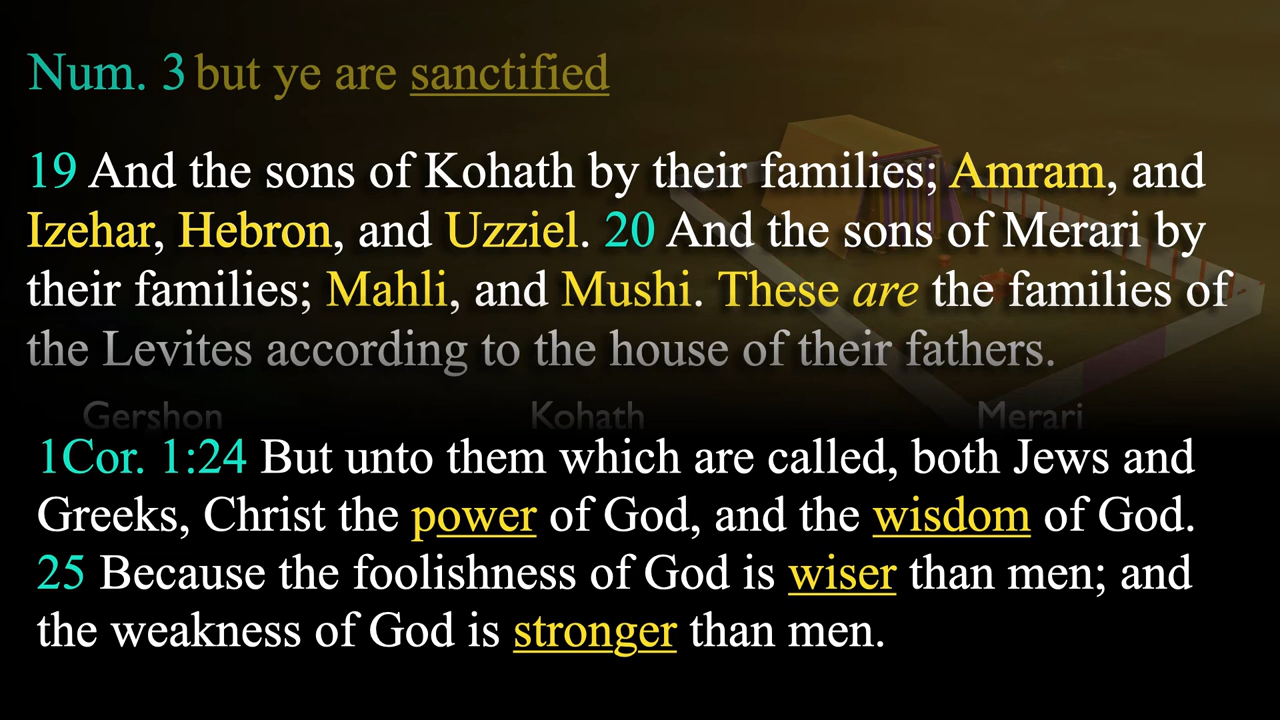 Num. 3 but ye are sanctified
19 And the sons of Kohath by their families; Amram, and
Izehar, Hebron, and Uzziel. 20 And the sons of Merari by
their families; Mahli, and Mushi. These are the families of
the Levites according to the house of their fathers.
Gershon Kohath Merari
1Cor. 1:24 But unto them which are called, both Jews and
Greeks, Christ the power of God, and the wisdom of God.
25 Because the foolishness of God is wiser than men; and
the weakness of God is stronger than men.